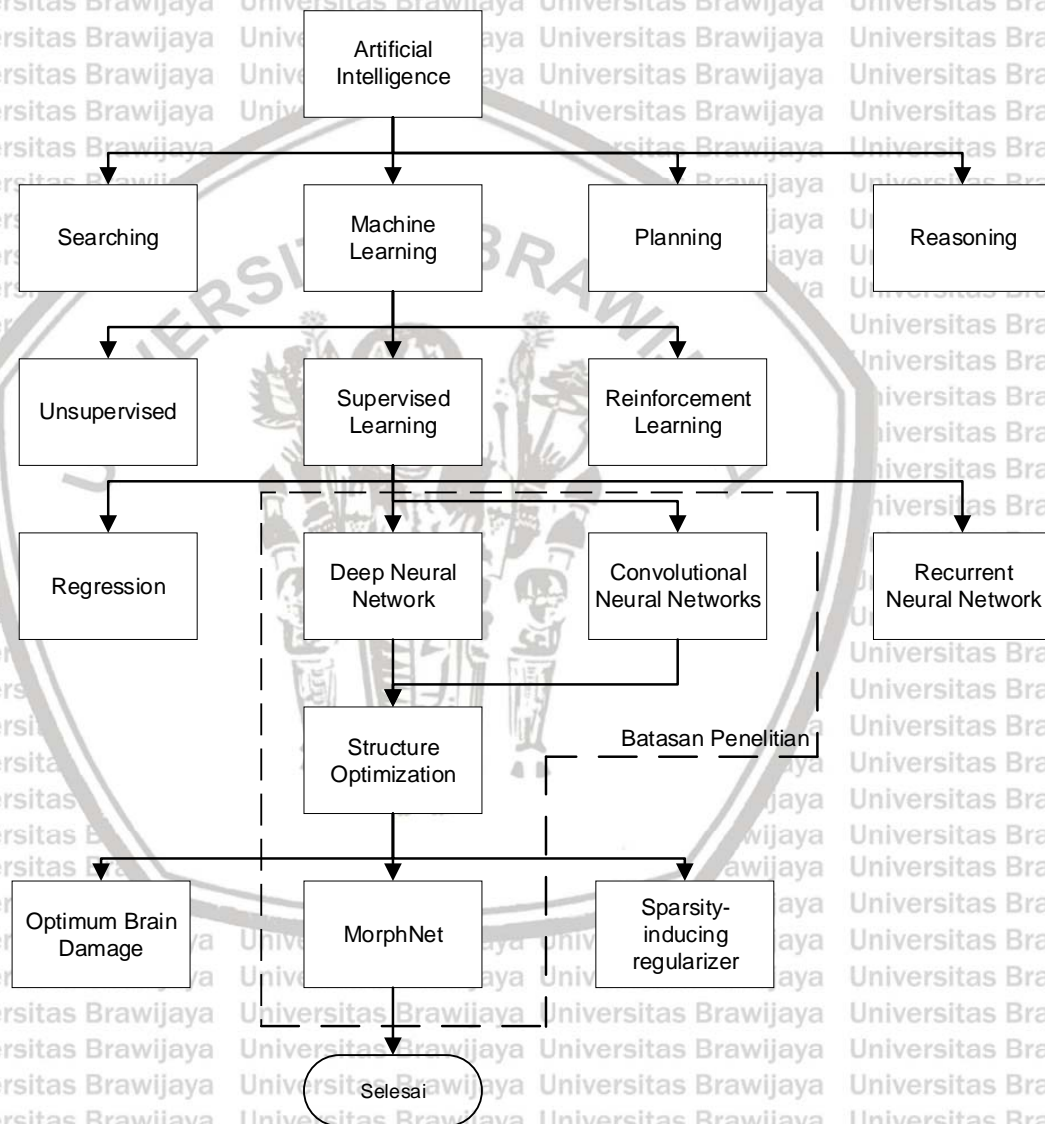 Artificial
Intelligence
Searching
Machine
Learning
Planning
Reasoning
Unsupervised
Supervised
Learning
Reinforcement
Learning
Regression
Deep Neural
Network
Convolutional
Neural Networks
Recurrent
Neural Network
Structure
Optimization
Batasan Penelitian
Optimum Brain
Damage
MorphNet
Sparsity-
inducing
regularizer
Selesai